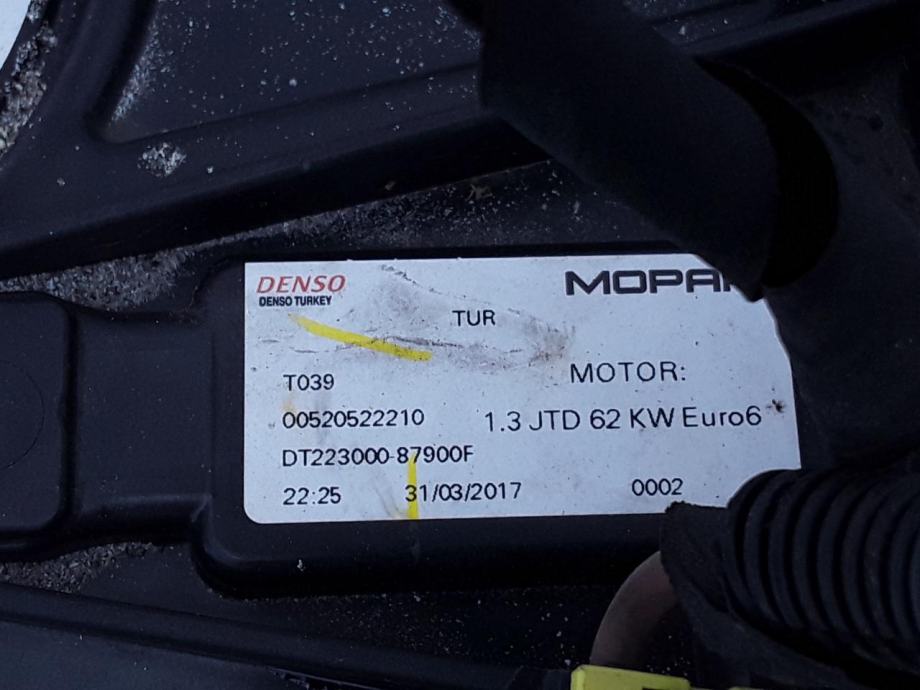 DENSO
DENSO TURKEY
MOPAR
TUR
T039
MOTOR:
00520522210
1.3 JTD 62 KW Euro6
DT223000-87900F
22:25
31/03/2017
0002